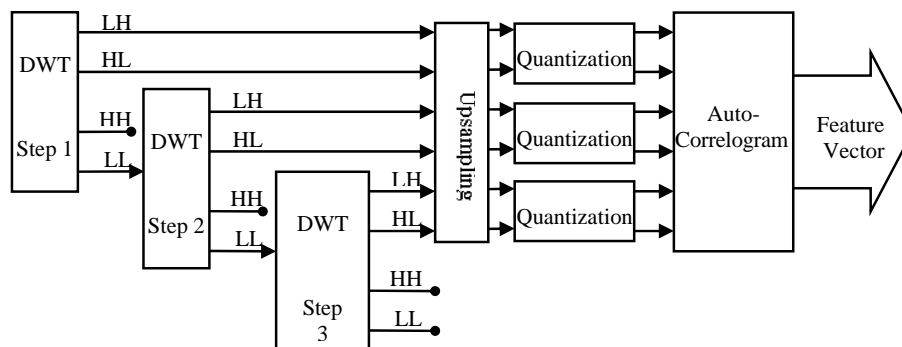 LH
DWT
HL
HH
Step 1
LL
LH
DWT
HL
HH
Step 2
LL
LH
DWT
HL
HH
Step
3
LL
Upsampling
Quantization
Quantization
Quantization
Auto-
Correlogram
Feature
Vector